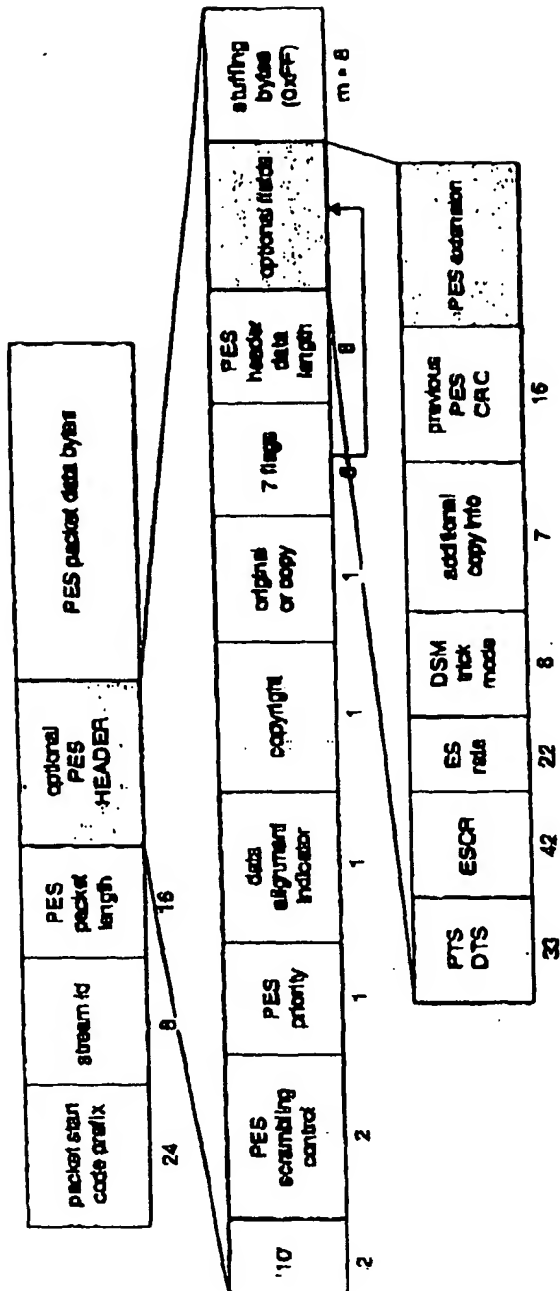 packet start
code prefix
stream id
PES
packet
length
optional
PES
HEADER
PES packet data bytes
24
8
16
'10'
PES
scrambling
control
PES
priority
data
alignment
indicator
copyright
original
or copy
7 flags
PES
header
data
length
optional fields
stuffing
bytes
(0xFF)
2
2
1
1
1
1
8
8
m * 8
PTS
DTS
ESCR
ES
rate
DSM
trick
mode
additional
copy info
previous
PES
CRC
PES extension
33
42
22
8
7
16